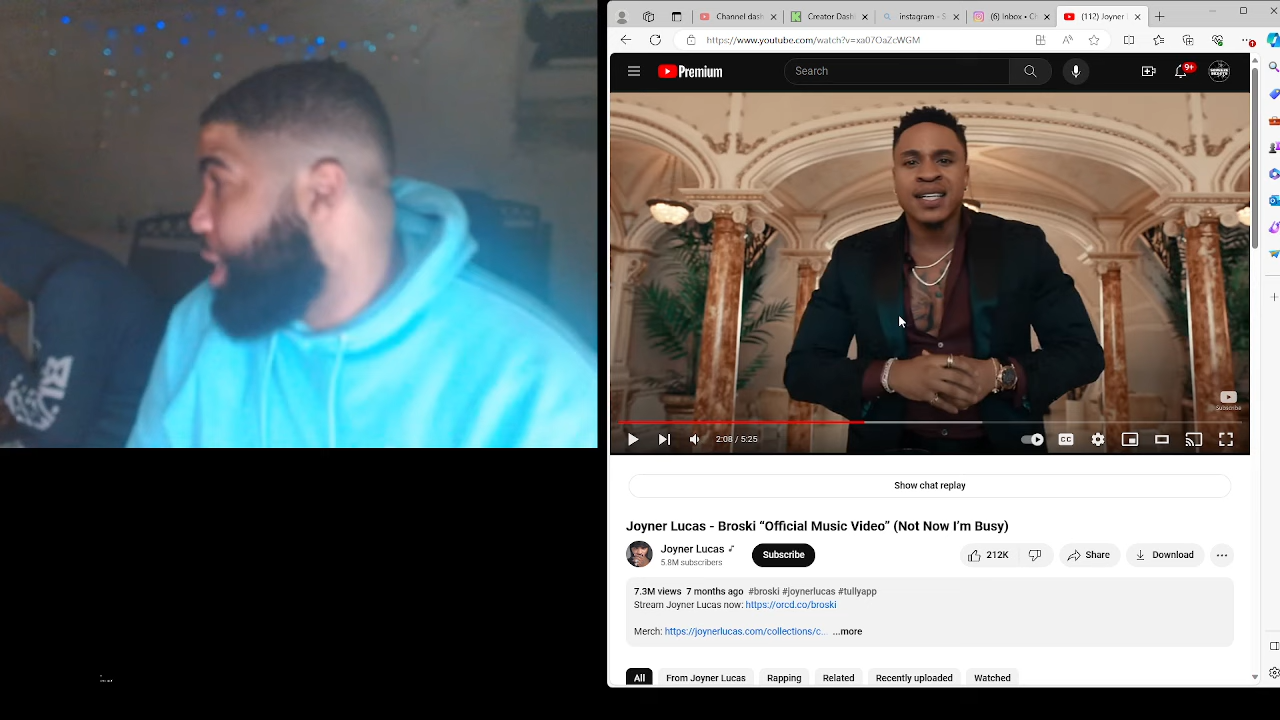 Channel dash
Creator Dash
instagram - S
(6) Inbox • C
(112) Joyner
https://www.youtube.com/watch?v=xa07OaZcWGM
Premium
Search
9+
Subscribe
2:08 / 5:25
CC
Show chat replay
Joyner Lucas - Broski “Official Music Video” (Not Now I’m Busy)
Joyner Lucas
5.8M subscribers
Subscribe
212K
Share
Download
7.3M views 7 months ago #broski #joynerlucas #tullyapp
Stream Joyner Lucas now: https://orcd.co/broski
Merch: https://joynerlucas.com/collections/c... ...more
All
From Joyner Lucas
Rapping
Related
Recently uploaded
Watched